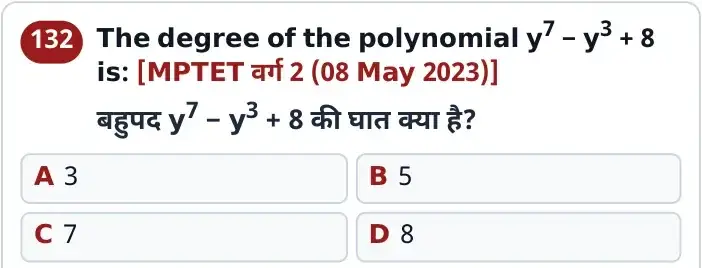 132 The degree of the polynomial y⁷ – y³ + 8
is: [MPTET वर्ग 2 (08 May 2023)]
बहुपद y⁷ – y³ + 8 की घात क्या है?
A 3
B 5
C 7
D 8